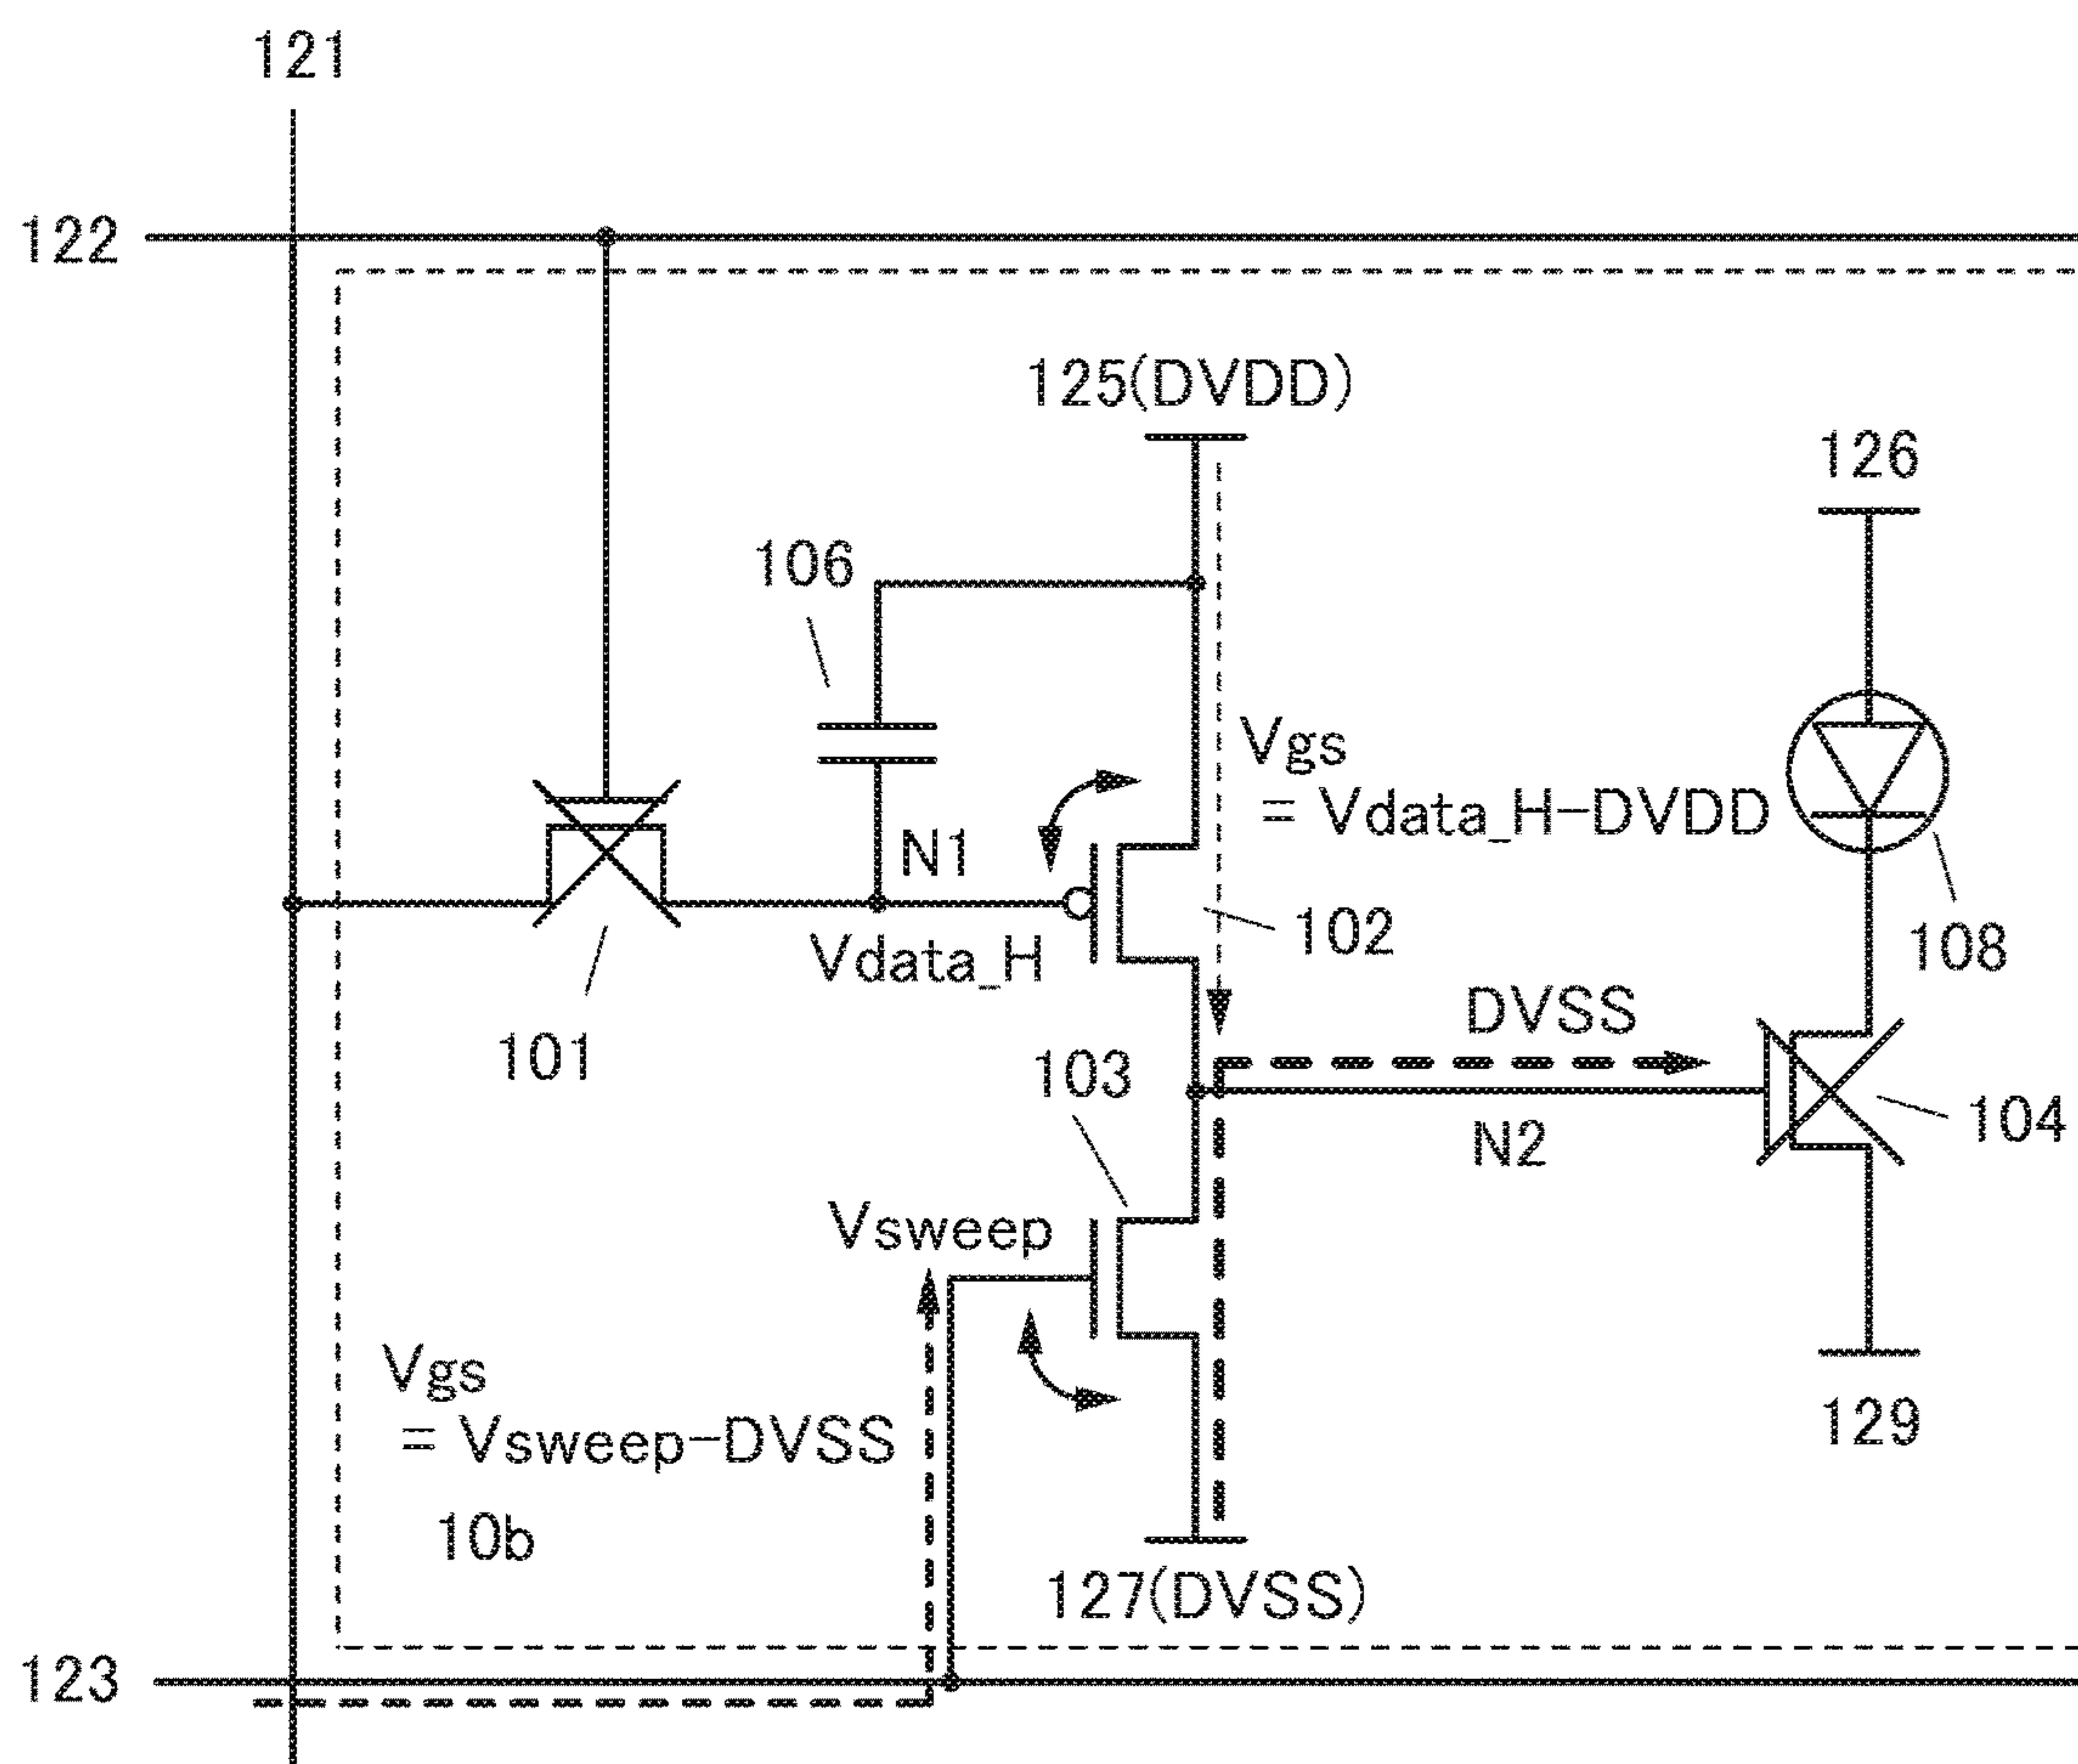 121
122
125(DVDD)
126
106
Vgs
= Vdata_H-DVDD
N1
102
108
Vdata_H
DVSS
101
103
104
N2
Vsweep
Vgs
= Vsweep-DVSS
129
10b
127(DVSS)
123